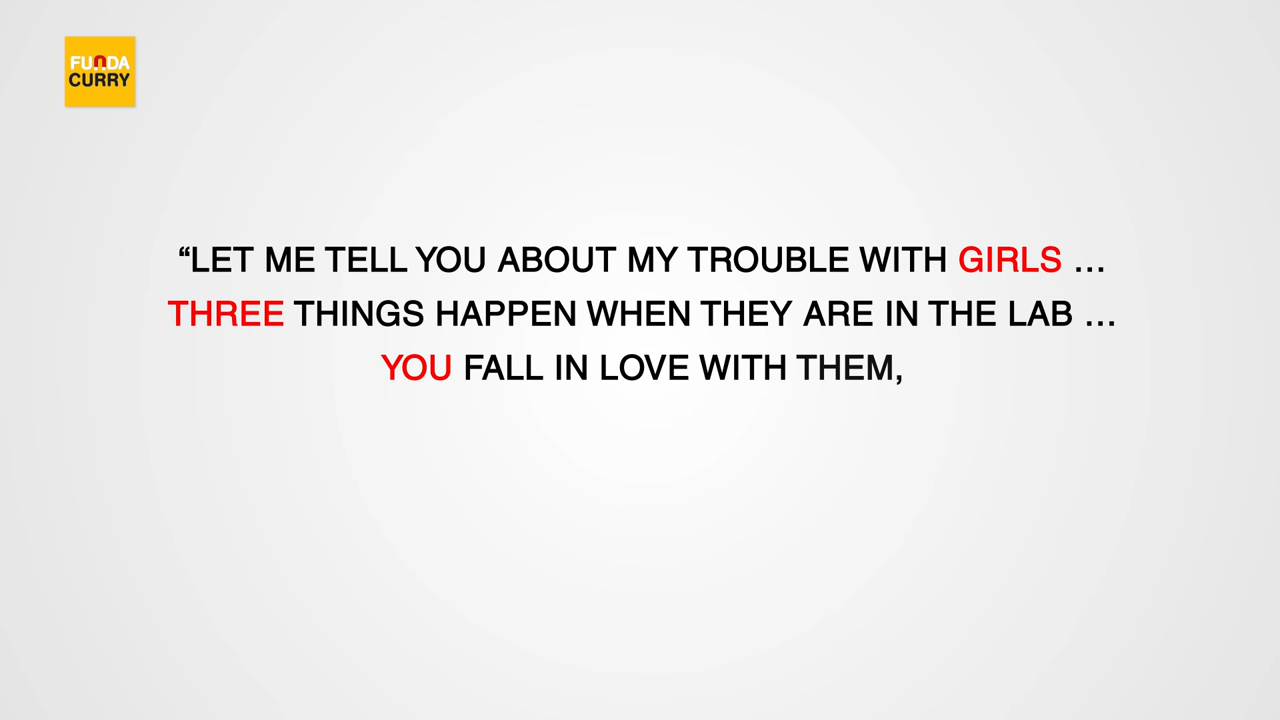 FUNDA
CURRY
“LET ME TELL YOU ABOUT MY TROUBLE WITH GIRLS ...
THREE THINGS HAPPEN WHEN THEY ARE IN THE LAB ...
YOU FALL IN LOVE WITH THEM,